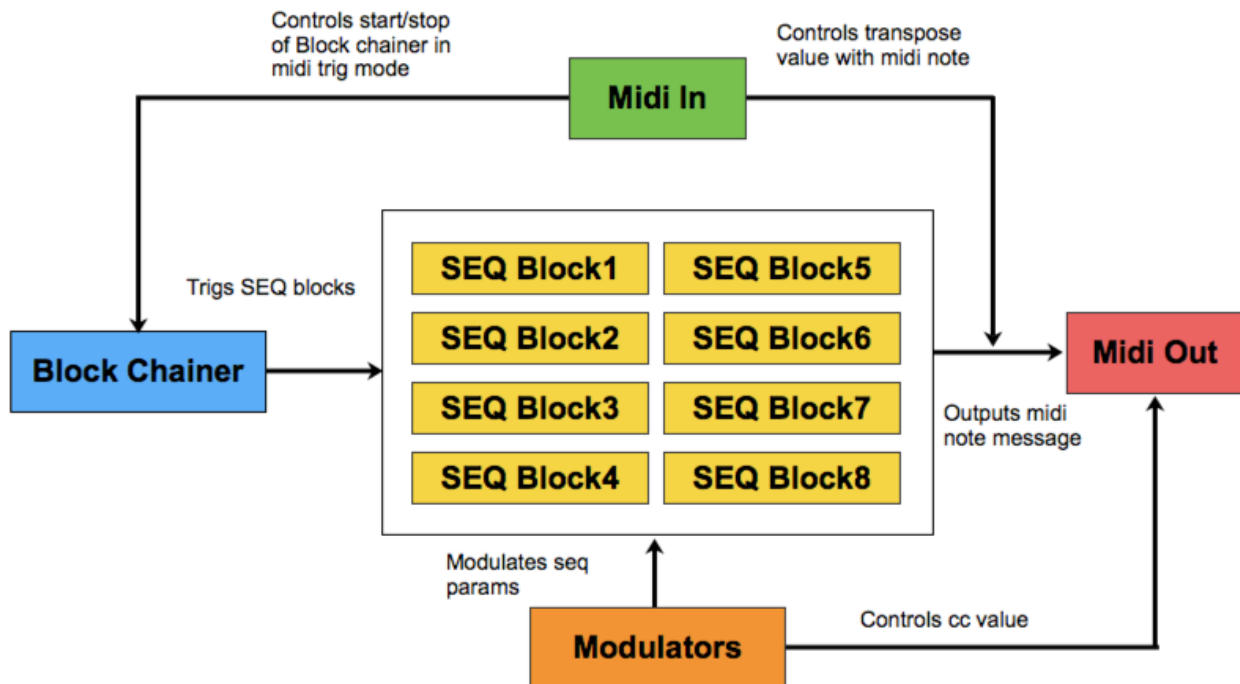 Controls start/stop
of Block chainer in
midi trig mode
Controls transpose
value with midi note
Midi In
Trigs SEQ blocks
Block Chainer
SEQ Block1
SEQ Block5
SEQ Block2
SEQ Block6
SEQ Block3
SEQ Block7
SEQ Block4
SEQ Block8
Midi Out
Outputs midi
note message
Modulates seq
params
Modulators
Controls cc value